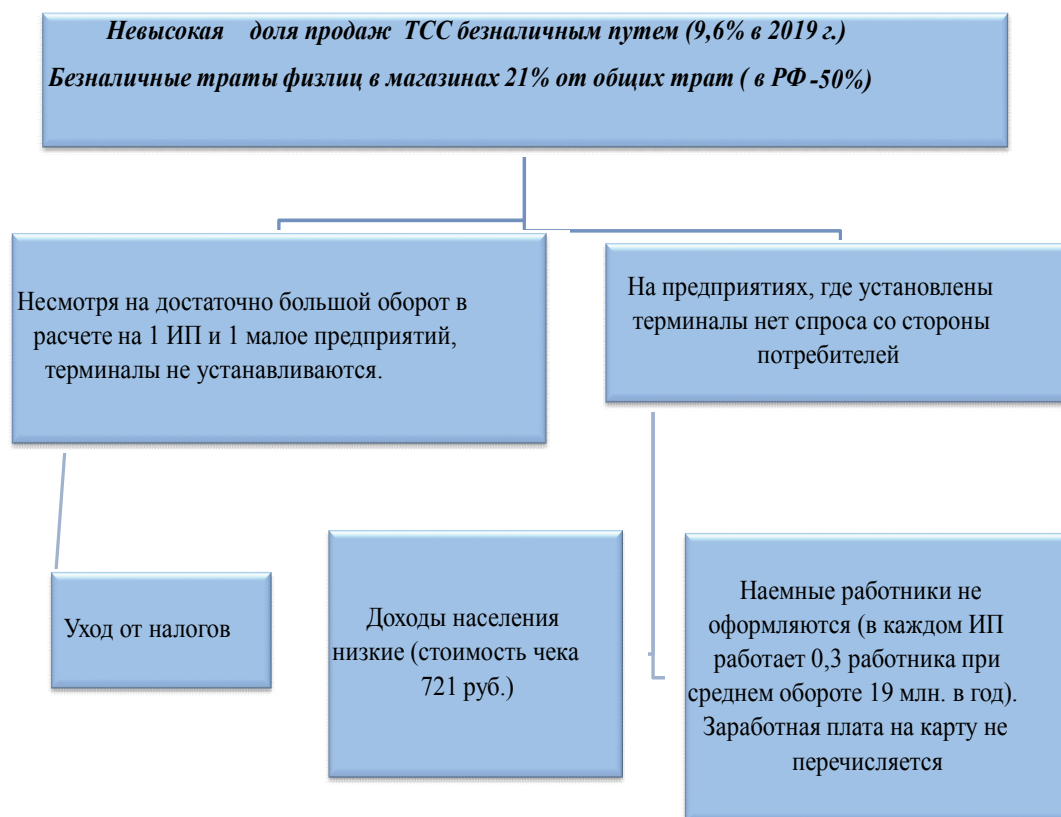 Невысокая доля продаж ТСС безналичным путем (9,6% в 2019 г.)
Безналичные траты физлиц в магазинах 21% от общих трат ( в РФ -50%)
Несмотря на достаточно большой оборот в
расчете на 1 ИП и 1 малое предприятий,
терминалы не устанавливаются.
На предприятиях, где установлены
терминалы нет спроса со стороны
потребителей
Уход от налогов
Доходы населения
низкие (стоимость чека
721 руб.)
Наемные работники не
оформляются (в каждом ИП
работает 0,3 работника при
среднем обороте 19 млн. в год).
Заработная плата на карту не
перечисляется